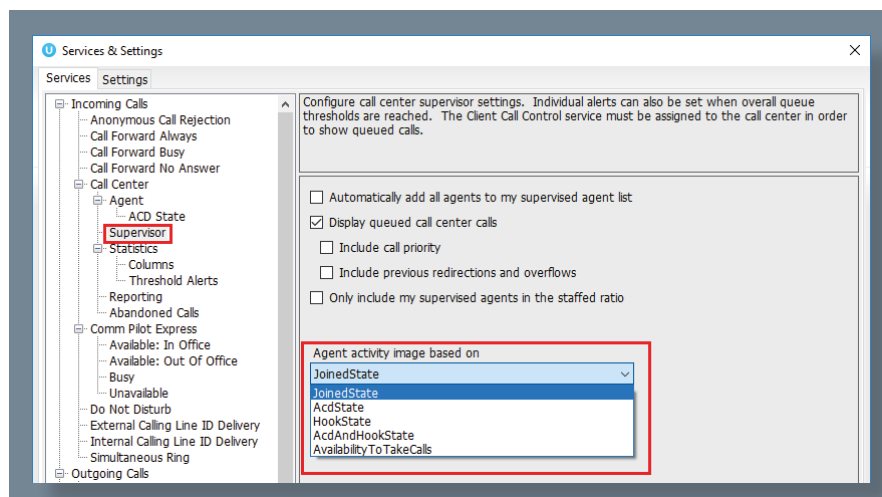 Services & Settings
Services Settings
Incoming Calls
Anonymous Call Rejection
Call Forward Always
Call Forward Busy
Call Forward No Answer
Call Center
Agent
ACD State
Supervisor
Statistics
Columns
Threshold Alerts
Reporting
Abandoned Calls
Comm Pilot Express
Available: In Office
Available: Out Of Office
Busy
Unavailable
Do Not Disturb
External Calling Line ID Delivery
Internal Calling Line ID Delivery
Simultaneous Ring
Outgoing Calls
Configure call center supervisor settings. Individual alerts can also be set when overall queue
thresholds are reached. The Client Call Control service must be assigned to the call center in order
to show queued calls.
Automatically add all agents to my supervised agent list
Display queued call center calls
Include call priority
Include previous redirections and overflows
Only include my supervised agents in the staffed ratio
Agent activity image based on
JoinedState
JoinedState
AcdState
HookState
AcdAndHookState
AvailabilityToTakeCalls